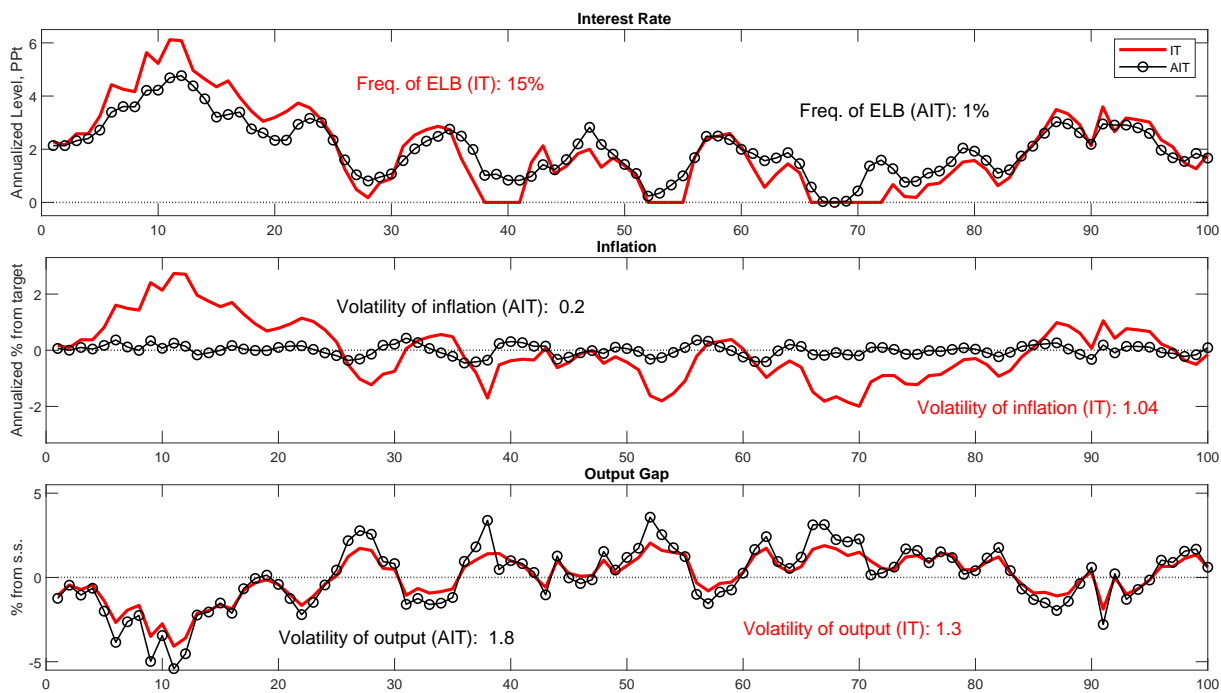 Interest Rate
Annualized Level, PPt
6
4
2
0
IT
AIT
Freq. of ELB (IT): 15%
Freq. of ELB (AIT): 1%
0 10 20 30 40 50 60 70 80 90 100
Inflation
Annualized % from target
2
0
-2
Volatility of inflation (AIT): 0.2
Volatility of inflation (IT): 1.04
0 10 20 30 40 50 60 70 80 90 100
Output Gap
% from s.s.
5
0
-5
Volatility of output (AIT): 1.8
Volatility of output (IT): 1.3
0 10 20 30 40 50 60 70 80 90 100